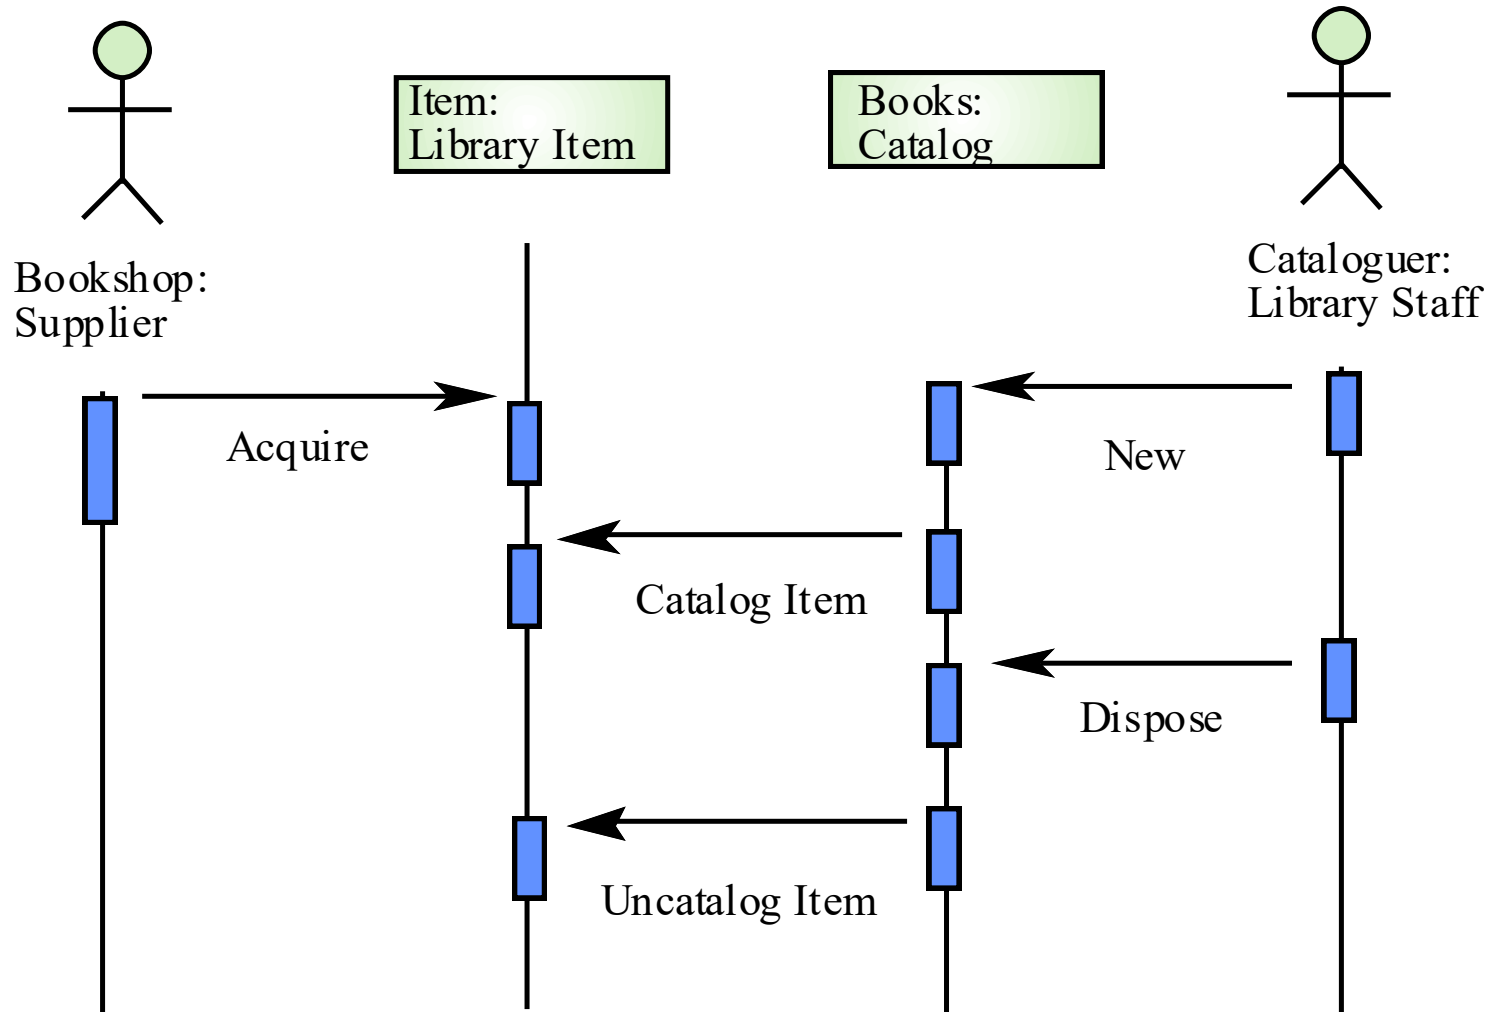 Item:
Library Item
Books:
Catalog
Bookshop:
Supplier
Cataloguer:
Library Staff
Acquire
New
Catalog Item
Dispose
Uncatalog Item